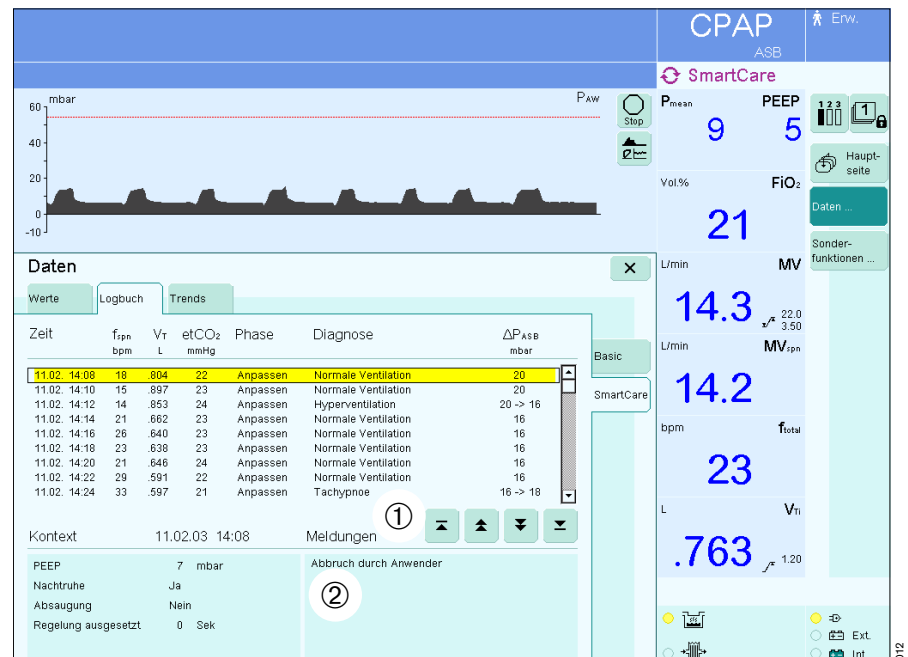 CPAP
ASB
Erw.
SmartCare
mbar
PAW
60
40
20
0
-10
Stop
Pmean PEEP
9 5
1 2 3
1
Haupt-
seite
Vol.% FiO2
21
Daten ...
Sonder-
funktionen ...
L/min MV
14.3
22.0
3.50
L/min MVspn
14.2
bpm ftotal
23
L VTi
.763
1.20
Ext.
Int.
Daten
Werte Logbuch Trends
Basic
SmartCare
Zeit fspn VT etCO2 Phase Diagnose ΔPASB
bpm L mmHg mbar
11.02. 14:08 18 .804 22 Anpassen Normale Ventilation 20
11.02. 14:10 15 .897 23 Anpassen Normale Ventilation 20
11.02. 14:12 14 .853 24 Anpassen Hyperventilation 20 -> 16
11.02. 14:14 21 .662 23 Anpassen Normale Ventilation 16
11.02. 14:16 26 .640 23 Anpassen Normale Ventilation 16
11.02. 14:18 23 .638 23 Anpassen Normale Ventilation 16
11.02. 14:20 21 .646 24 Anpassen Normale Ventilation 16
11.02. 14:22 29 .591 22 Anpassen Normale Ventilation 16
11.02. 14:24 33 .597 21 Anpassen Tachypnoe 16 -> 18
①
Kontext 11.02.03 14:08 Meldungen
PEEP 7 mbar
Nachtruhe Ja
Absaugung Nein
Regelung ausgesetzt 0 Sek
Abbruch durch Anwender
②
012